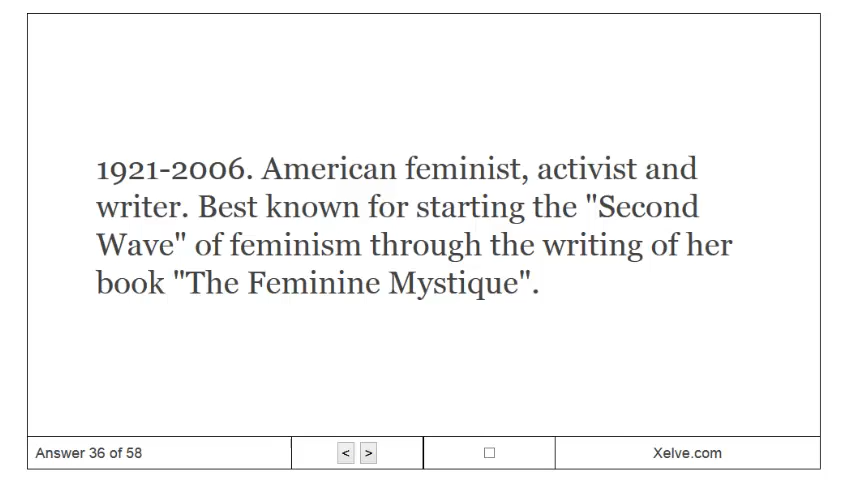 1921-2006. American feminist, activist and
writer. Best known for starting the "Second
Wave" of feminism through the writing of her
book "The Feminine Mystique".
Answer 36 of 58
< >
Xelve.com